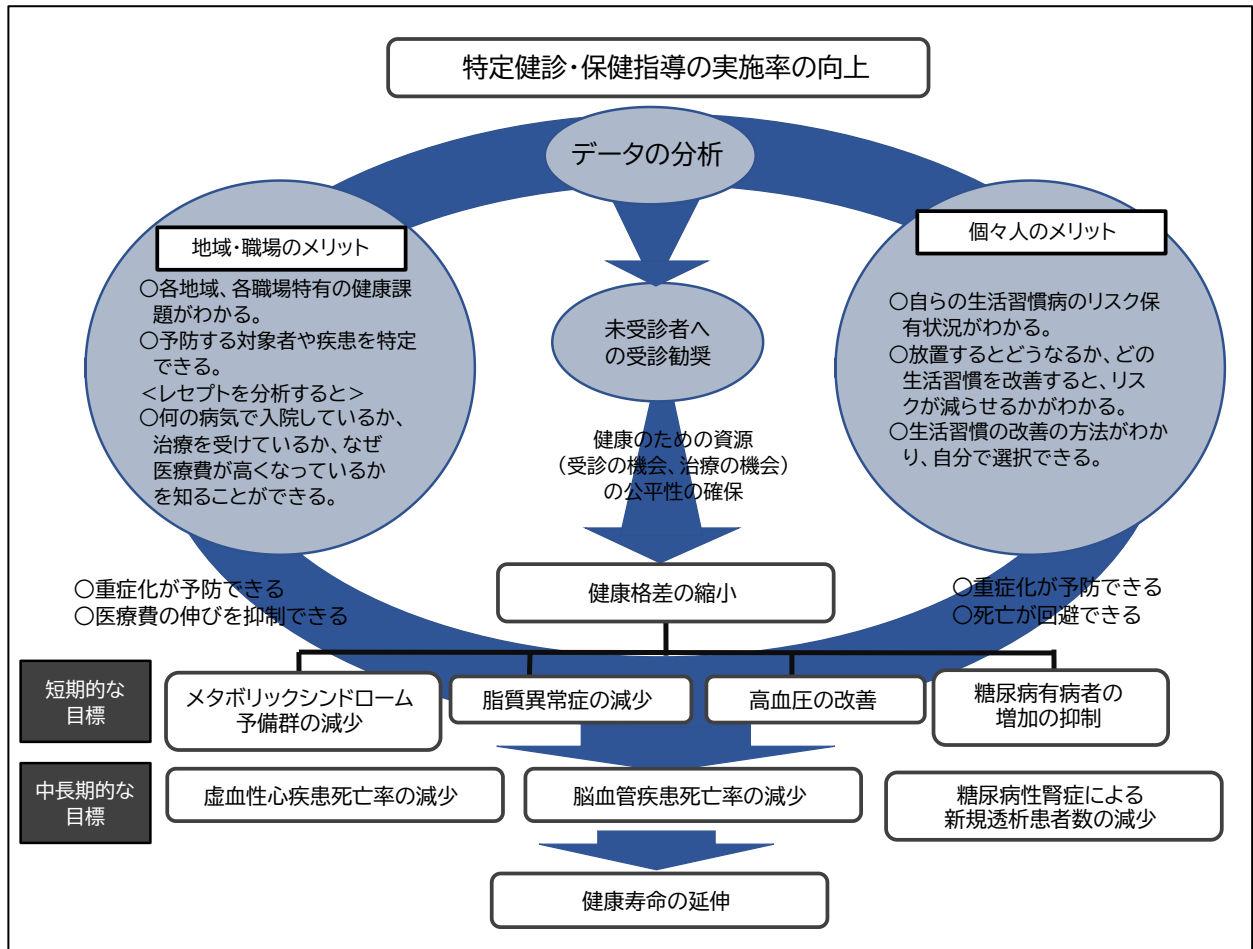 特定健診・保健指導の実施率の向上
データの分析
地域・職場のメリット
〇各地域、各職場特有の健康課
題がわかる。
〇予防する対象者や疾患を特定
できる。
<レセプトを分析すると>
〇何の病気で入院しているか、
治療を受けているか、なぜ
医療費が高くなっているか
を知ることができる。
未受診者へ
の受診勧奨
個々人のメリット
〇自らの生活習慣病のリスク保
有状況がわかる。
〇放置するとどうなるか、どの
生活習慣を改善すると、リス
クが減らせるかがわかる。
〇生活習慣の改善の方法がわか
り、自分で選択できる。
健康のための資源
(受診の機会、治療の機会)
の公平性の確保
〇重症化が予防できる
〇医療費の伸びを抑制できる
健康格差の縮小
〇重症化が予防できる
〇死亡が回避できる
短期的な
目標
メタボリックシンドローム
予備群の減少
脂質異常症の減少
高血圧の改善
糖尿病有病者の
増加の抑制
中長期的な
目標
虚血性心疾患死亡率の減少
脳血管疾患死亡率の減少
糖尿病性腎症による
新規透析患者数の減少
健康寿命の延伸